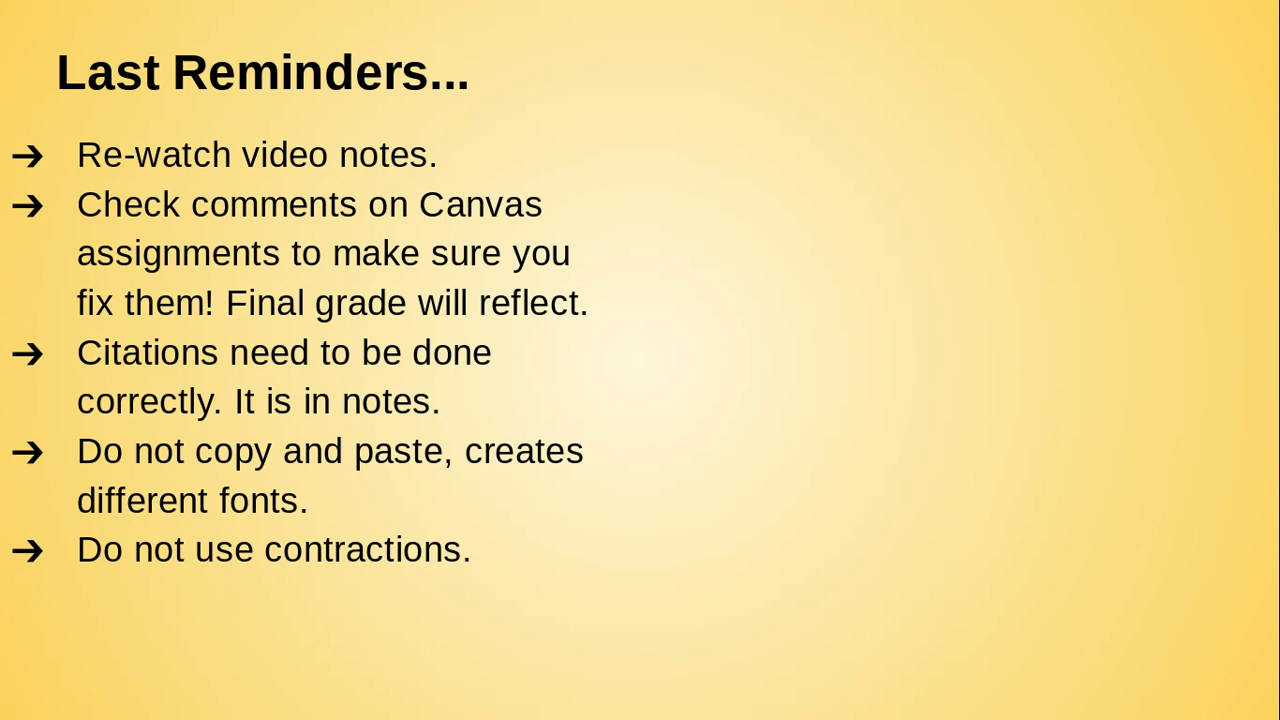 Last Reminders...
➔ Re-watch video notes.
➔ Check comments on Canvas
assignments to make sure you
fix them! Final grade will reflect.
➔ Citations need to be done
correctly. It is in notes.
➔ Do not copy and paste, creates
different fonts.
➔ Do not use contractions.